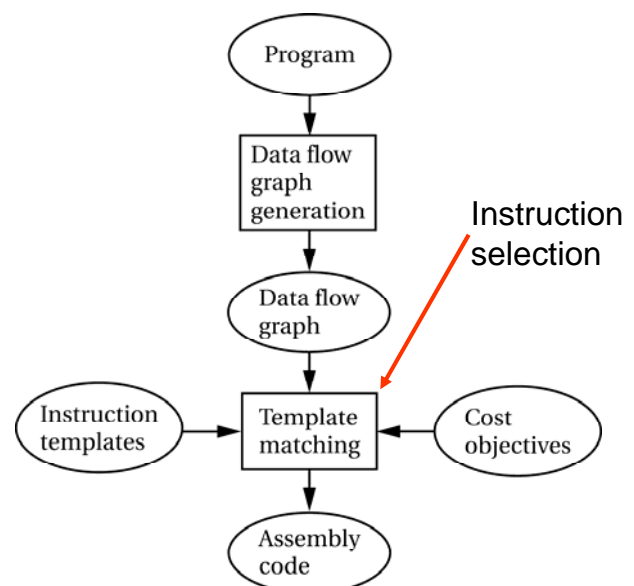 Program
Data flow
graph
generation
Instruction
selection
Data flow
graph
Instruction
templates
Template
matching
Cost
objectives
Assembly
code